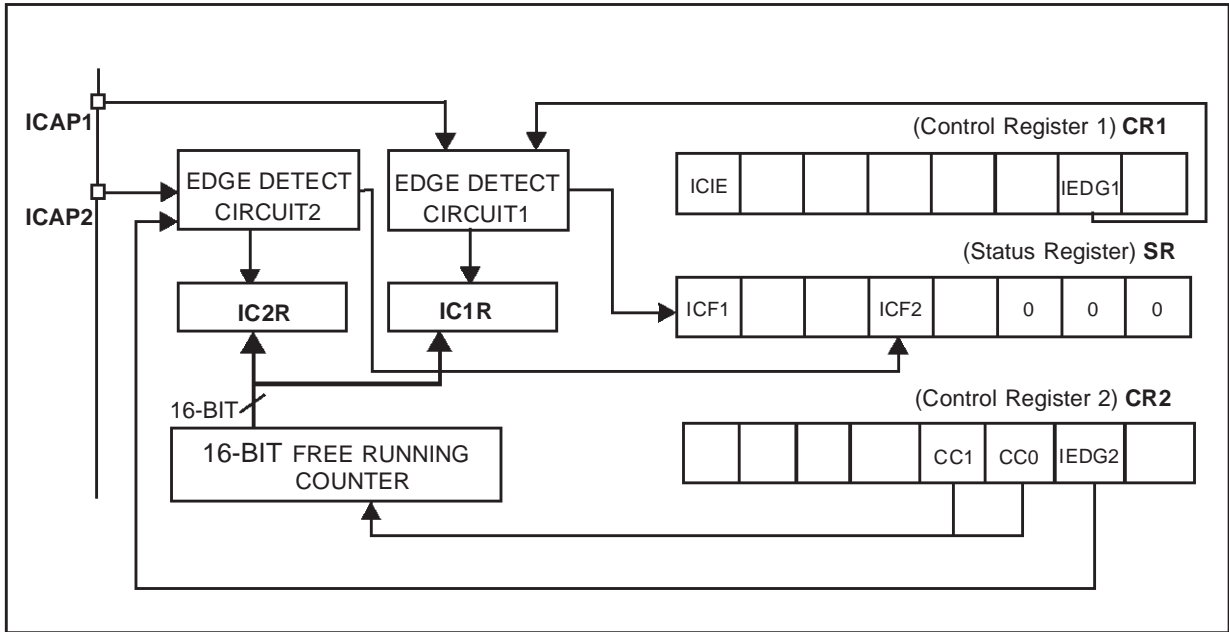 ICAP1
ICAP2
EDGE DETECT
CIRCUIT2
EDGE DETECT
CIRCUIT1
IC2R
IC1R
16-BIT
16-BIT FREE RUNNING
COUNTER
(Control Register 1) CR1
ICIE
IEDG1
(Status Register) SR
ICF1
ICF2
0
0
0
(Control Register 2) CR2
CC1
CC0
IEDG2